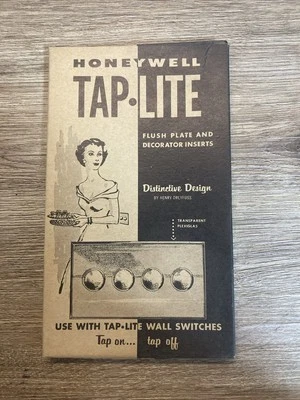 HONEYWELL
TAP•LITE
FLUSH PLATE AND
DECORATOR INSERTS
Distinctive Design
BY HENRY DREYFUSS
TRANSPARENT
PLEXIGLAS
USE WITH TAP•LITE WALL SWITCHES
Tap on... tap off